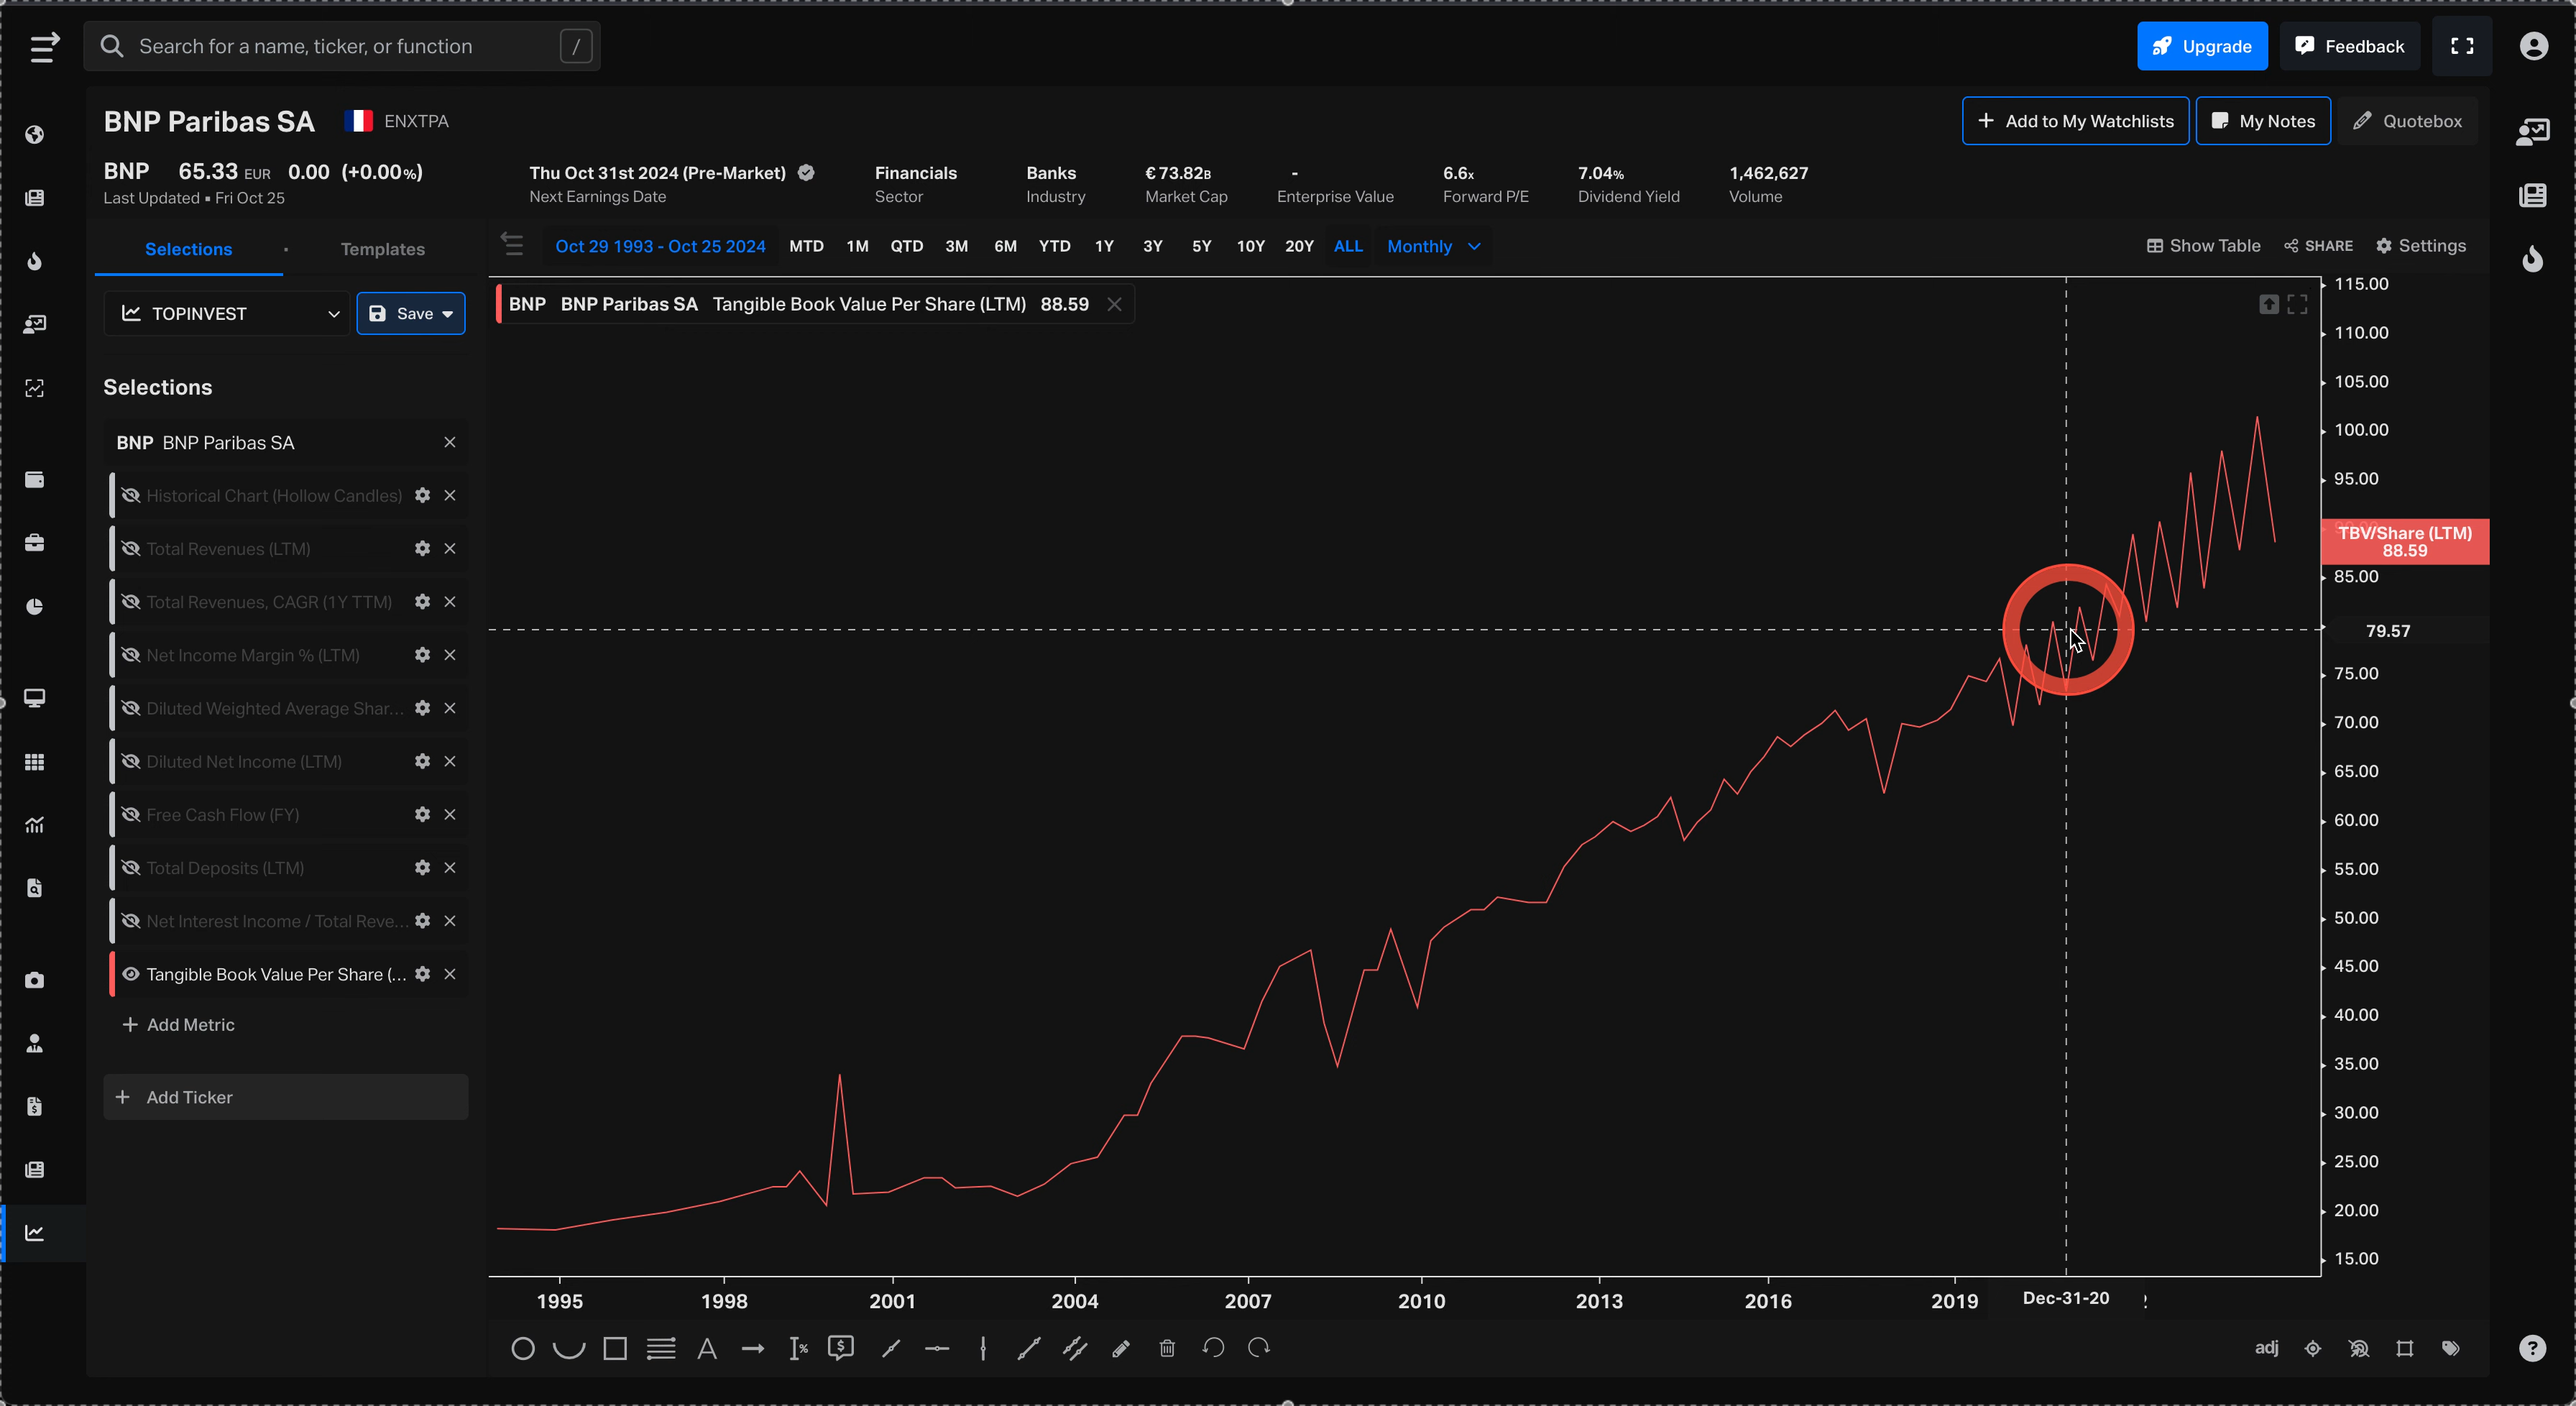 Search for a name, ticker, or function /
Upgrade
Feedback
BNP Paribas SA ENXTPA
Add to My Watchlists
My Notes
Quotebox
BNP 65.33 EUR 0.00 (+0.00%)
Last Updated ▪ Fri Oct 25
Thu Oct 31st 2024 (Pre-Market)
Next Earnings Date
Financials
Sector
Banks
Industry
€73.82B
Market Cap
-
Enterprise Value
6.6x
Forward P/E
7.04%
Dividend Yield
1,462,627
Volume
Selections · Templates
Oct 29 1993 - Oct 25 2024 MTD 1M QTD 3M 6M YTD 1Y 3Y 5Y 10Y 20Y ALL Monthly
Show Table SHARE Settings
TOPINVEST
Save
Selections
BNP BNP Paribas SA
Historical Chart (Hollow Candles)
Total Revenues (LTM)
Total Revenues, CAGR (1Y TTM)
Net Income Margin % (LTM)
Diluted Weighted Average Shar...
Diluted Net Income (LTM)
Free Cash Flow (FY)
Total Deposits (LTM)
Net Interest Income / Total Reve...
Tangible Book Value Per Share (...
+ Add Metric
+ Add Ticker
BNP BNP Paribas SA Tangible Book Value Per Share (LTM) 88.59
115.00
110.00
105.00
100.00
95.00
TBV/Share (LTM)
88.59
85.00
79.57
75.00
70.00
65.00
60.00
55.00
50.00
45.00
40.00
35.00
30.00
25.00
20.00
15.00
1995 1998 2001 2004 2007 2010 2013 2016 2019 Dec-31-20
adj